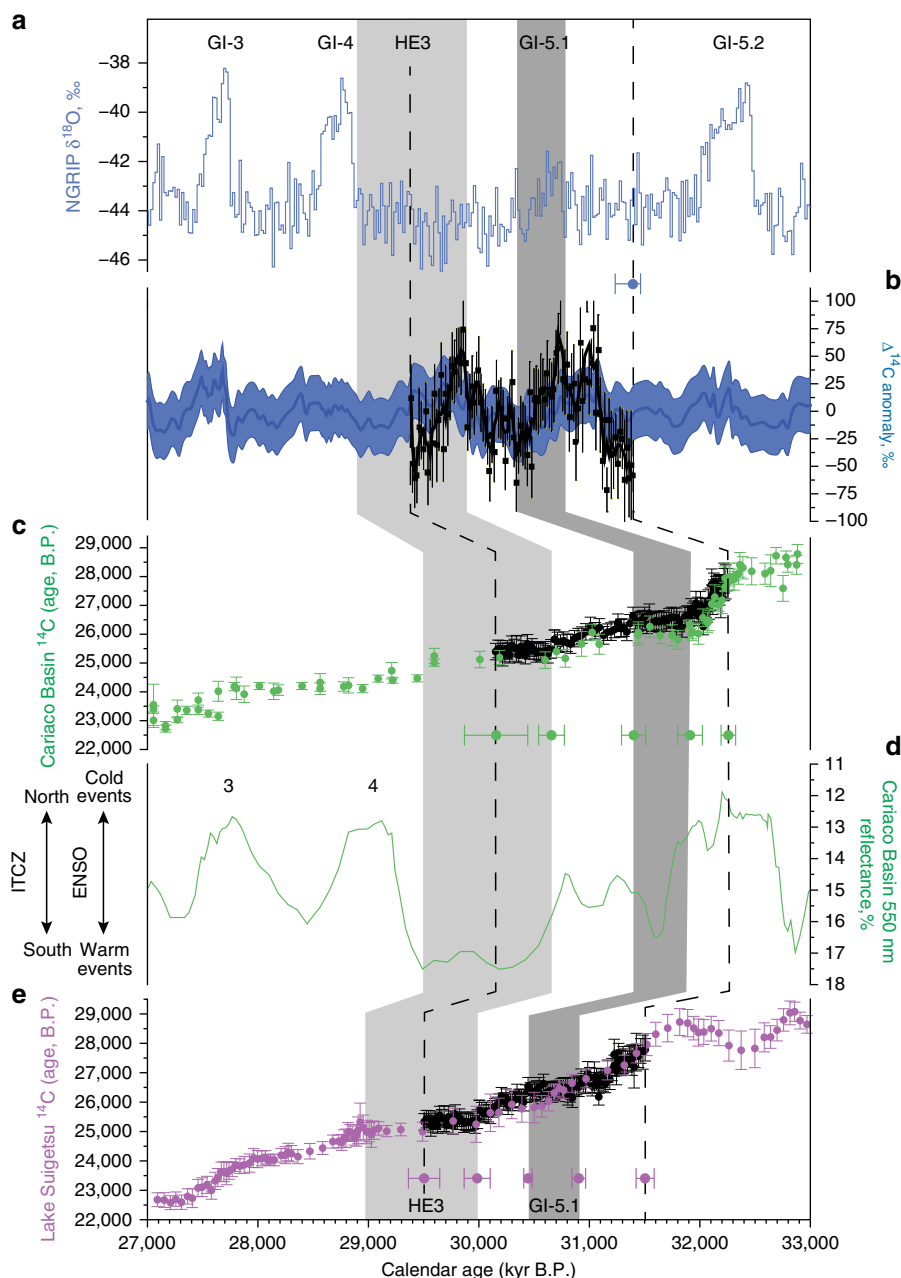 a
GI-3 GI-4 HE3 GI-5.1 GI-5.2
−38
−40
−42
−44
−46
NGRIP δ18O, ‰
b
100
75
50
25
0
−25
−50
−75
−100
Δ14C anomaly, ‰
c
29,000
28,000
27,000
26,000
25,000
24,000
23,000
22,000
Cariaco Basin 14C (age, B.P.)
d
11
12
13
14
15
16
17
18
Cariaco Basin 550 nm
reflectance,%
3 4
North
Cold
events
ITCZ
ENSO
South
Warm
events
e
29,000
28,000
27,000
26,000
25,000
24,000
23,000
22,000
Lake Suigetsu 14C (age, B.P.)
HE3 GI-5.1
27,000 28,000 29,000 30,000 31,000 32,000 33,000
Calendar age (kyr B.P.)